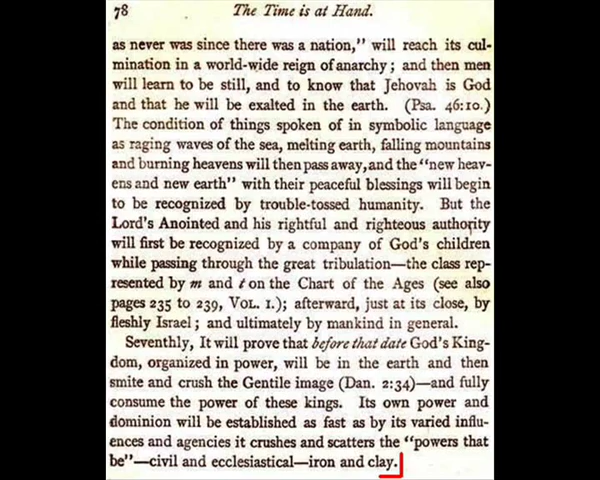 78 The Time is at Hand.
as never was since there was a nation," will reach its cul-
mination in a world-wide reign of anarchy; and then men
will learn to be still, and to know that Jehovah is God
and that he will be exalted in the earth. (Psa. 46:10.)
The condition of things spoken of in symbolic language
as raging waves of the sea, melting earth, falling mountains
and burning heavens will then pass away, and the "new heav-
ens and new earth" with their peaceful blessings will begin
to be recognized by trouble-tossed humanity. But the
Lord's Anointed and his rightful and righteous authority
will first be recognized by a company of God's children
while passing through the great tribulation—the class rep-
resented by m and t on the Chart of the Ages (see also
pages 235 to 239, VOL. I.); afterward, just at its close, by
fleshly Israel; and ultimately by mankind in general.
Seventhly, It will prove that before that date God's King-
dom, organized in power, will be in the earth and then
smite and crush the Gentile image (Dan. 2:34)—and fully
consume the power of these kings. Its own power and
dominion will be established as fast as by its varied influ-
ences and agencies it crushes and scatters the "powers that
be"—civil and ecclesiastical—iron and clay.